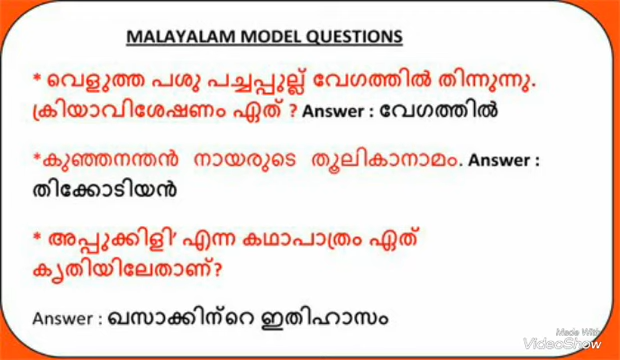 MALAYALAM MODEL QUESTIONS
* വെളുത്ത പശു പച്ചപ്പുല്ല് വേഗത്തിൽ തിന്നുന്നു.
ക്രിയാവിശേഷണം ഏത് ? Answer : വേഗത്തിൽ
*കുഞ്ഞനന്തൻ നായരുടെ തൂലികാനാമം. Answer :
തിക്കോടിയൻ
* അപ്പുക്കിളി’ എന്ന കഥാപാത്രം ഏത്
കൃതിയിലേതാണ്?
Answer : ഖസാക്കിന്റെ ഇതിഹാസം
Made With
VideoShow